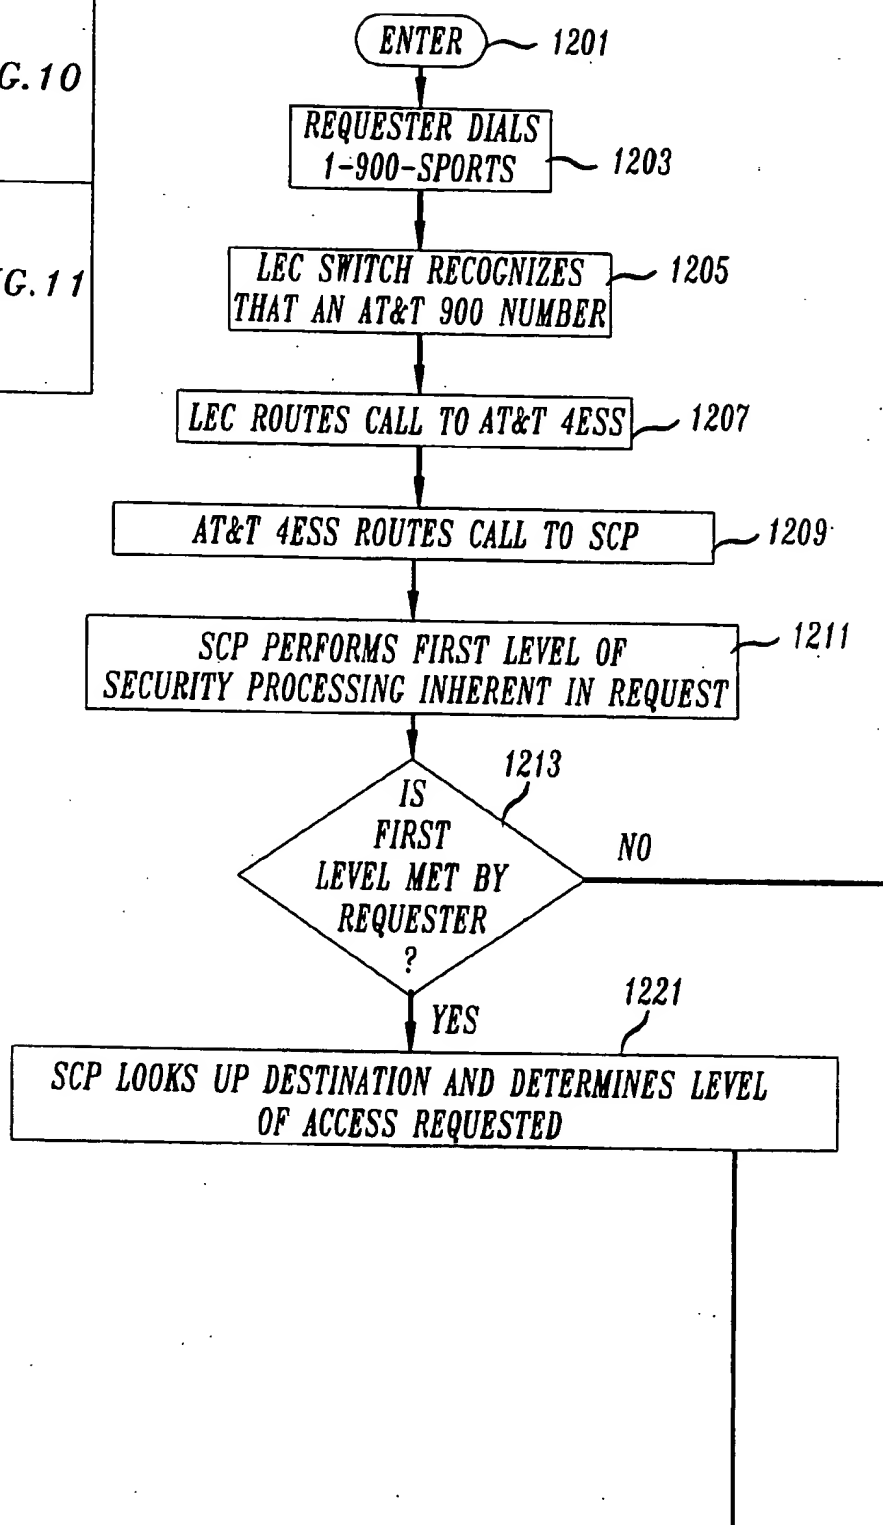 G.10
G.11
ENTER 1201
REQUESTER DIALS
1-900-SPORTS 1203
LEC SWITCH RECOGNIZES 1205
THAT AN AT&T 900 NUMBER
LEC ROUTES CALL TO AT&T 4ESS 1207
AT&T 4ESS ROUTES CALL TO SCP 1209
SCP PERFORMS FIRST LEVEL OF 1211
SECURITY PROCESSING INHERENT IN REQUEST
1213
IS
FIRST
LEVEL MET BY
REQUESTER
?
NO
YES
1221
SCP LOOKS UP DESTINATION AND DETERMINES LEVEL
OF ACCESS REQUESTED